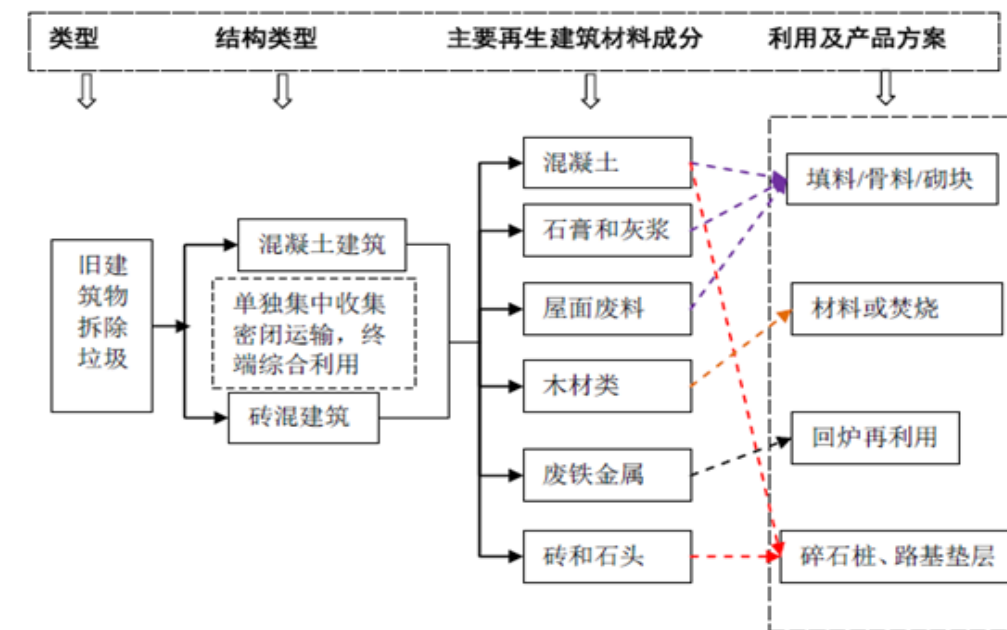 类型
结构类型
主要再生建筑材料成分
利用及产品方案
旧建
筑物
拆除
垃圾
混凝土建筑
单独集中收集
密闭运输，终
端综合利用
砖混建筑
混凝土
石膏和灰浆
屋面废料
木材类
废铁金属
砖和石头
填料/骨料/砌块
材料或焚烧
回炉再利用
碎石桩、路基垫层